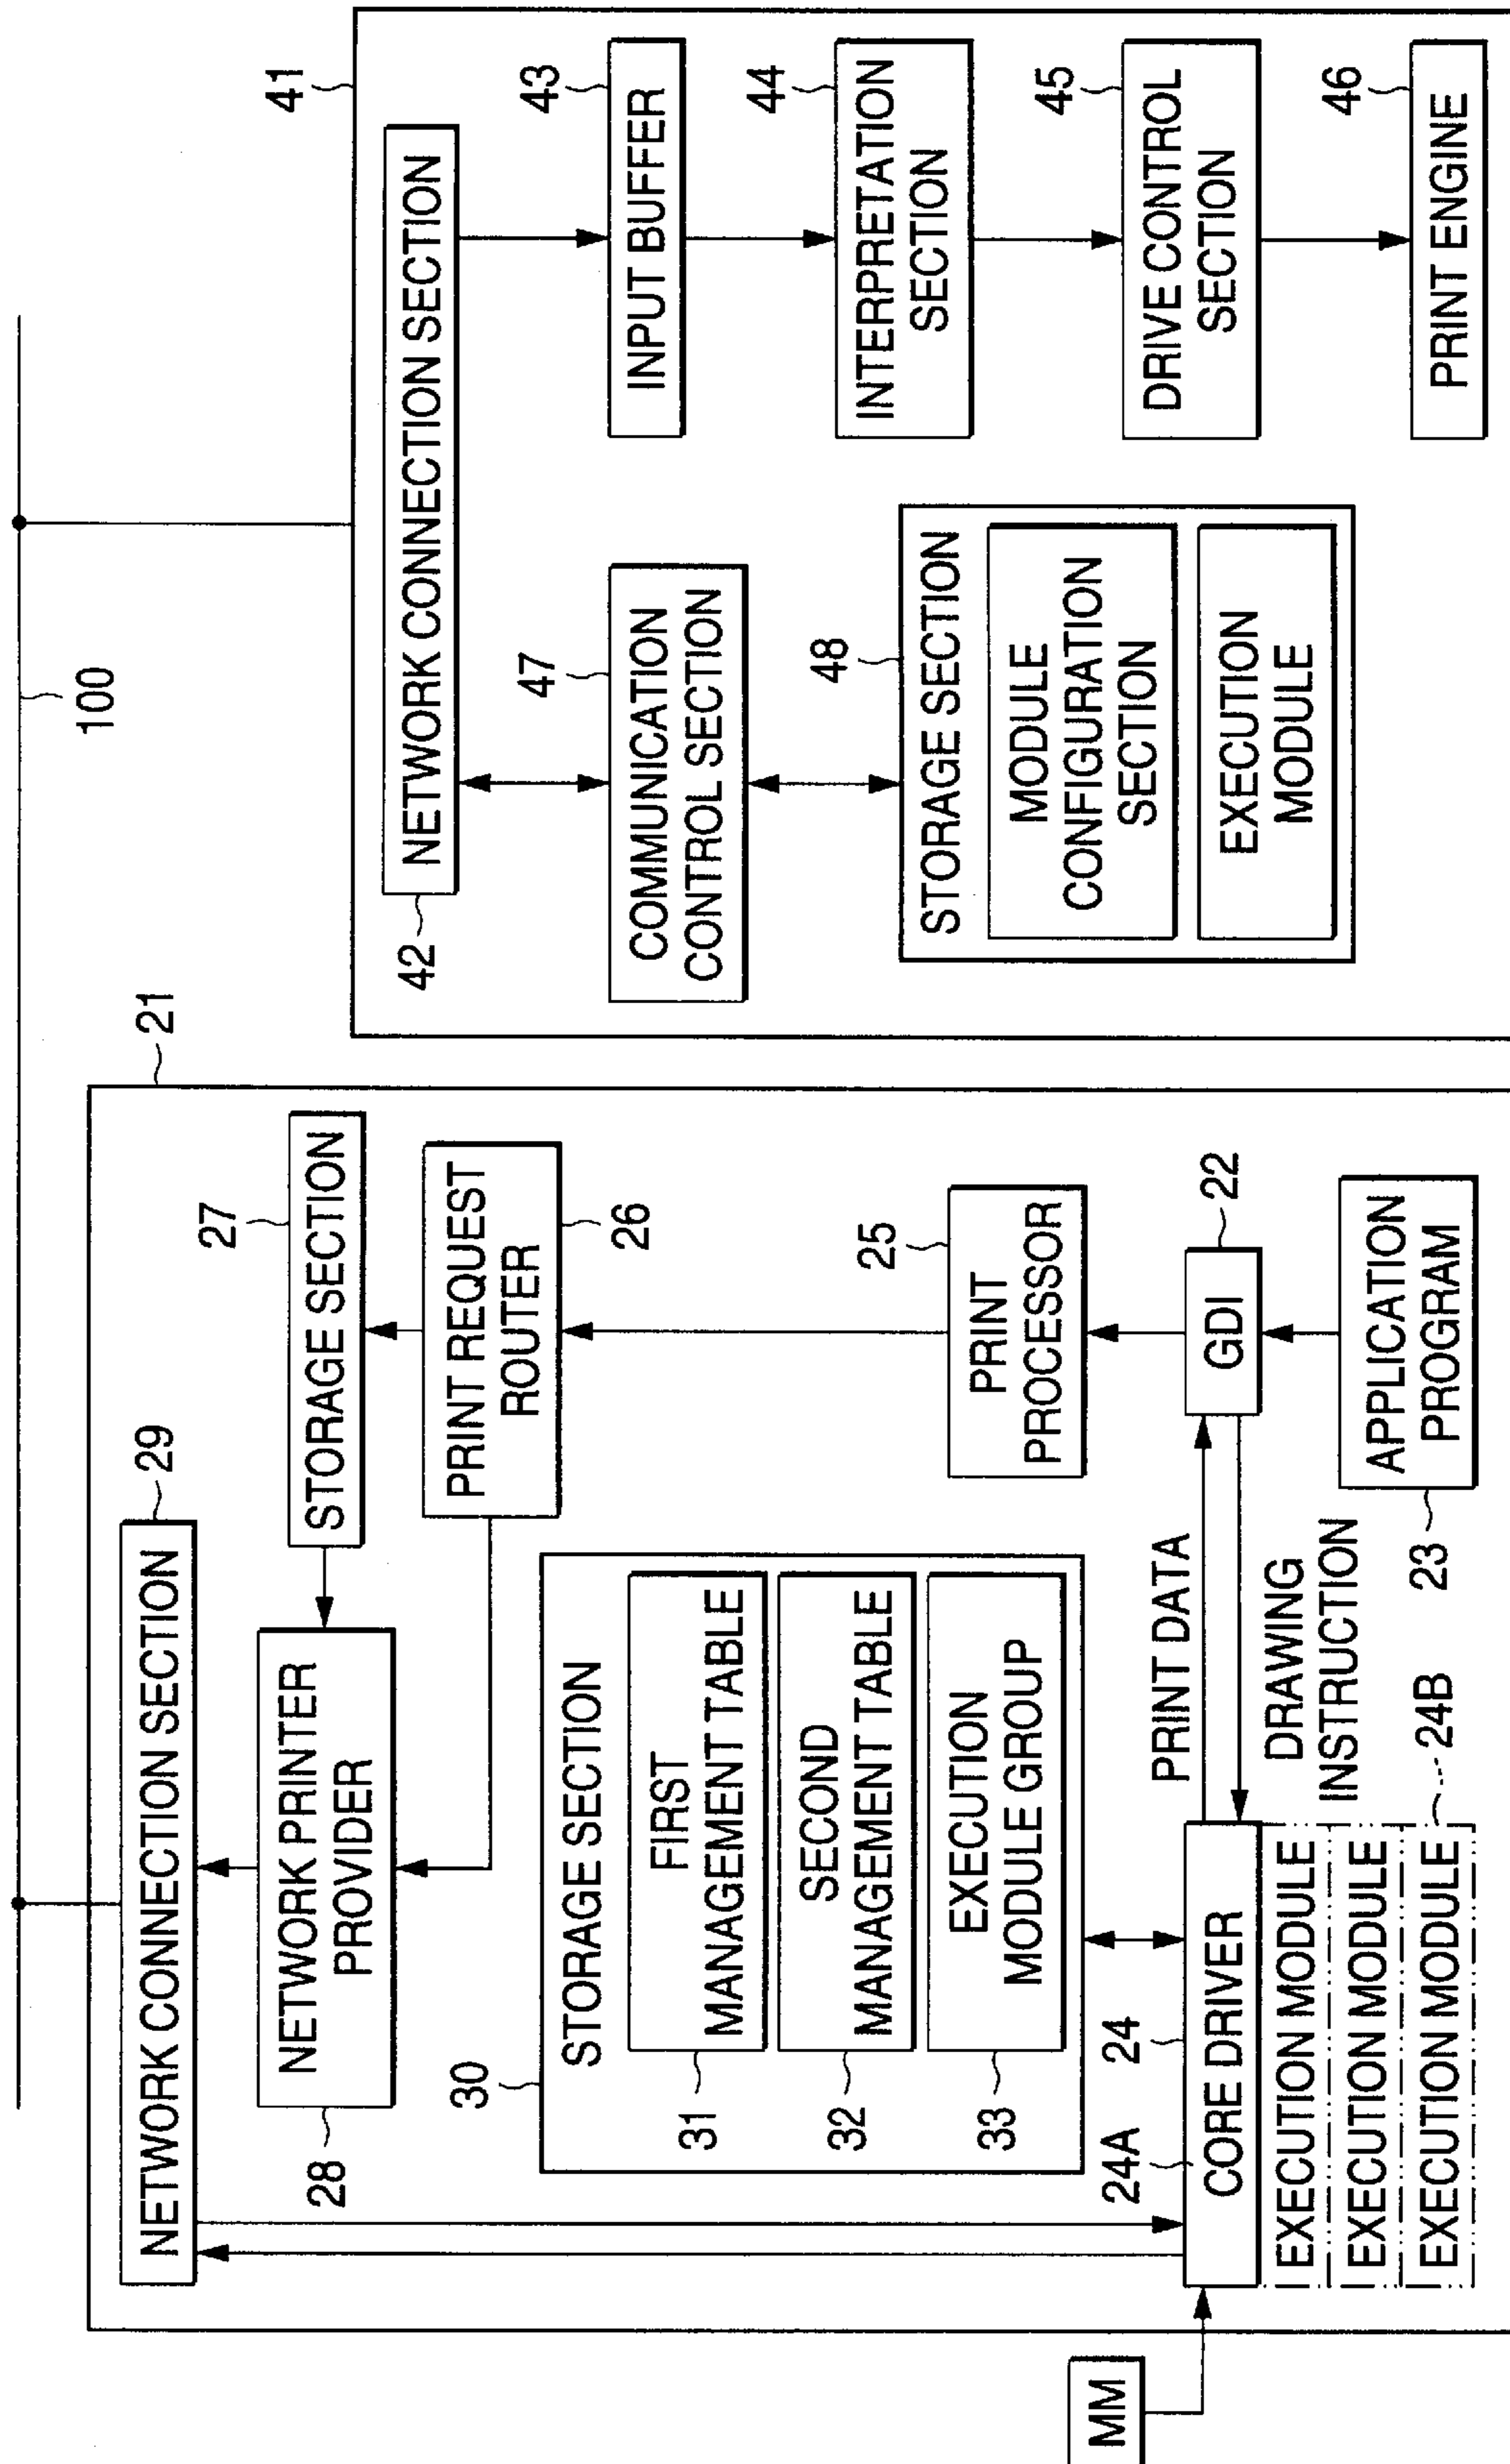 100
21
NETWORK CONNECTION SECTION
29
NETWORK PRINTER
PROVIDER
28
STORAGE SECTION
27
PRINT REQUEST
ROUTER
26
30
STORAGE SECTION
FIRST
MANAGEMENT TABLE
31
SECOND
MANAGEMENT TABLE
32
EXECUTION
MODULE GROUP
33
PRINT
PROCESSOR
25
24A
24
CORE DRIVER
PRINT DATA
DRAWING
INSTRUCTION
GDI
22
EXECUTION MODULE
EXECUTION MODULE
EXECUTION MODULE
24B
APPLICATION
PROGRAM
23
MM
41
NETWORK CONNECTION SECTION
42
COMMUNICATION
CONTROL SECTION
47
STORAGE SECTION
48
MODULE
CONFIGURATION
SECTION
EXECUTION
MODULE
INPUT BUFFER
43
INTERPRETATION
SECTION
44
DRIVE CONTROL
SECTION
45
PRINT ENGINE
46